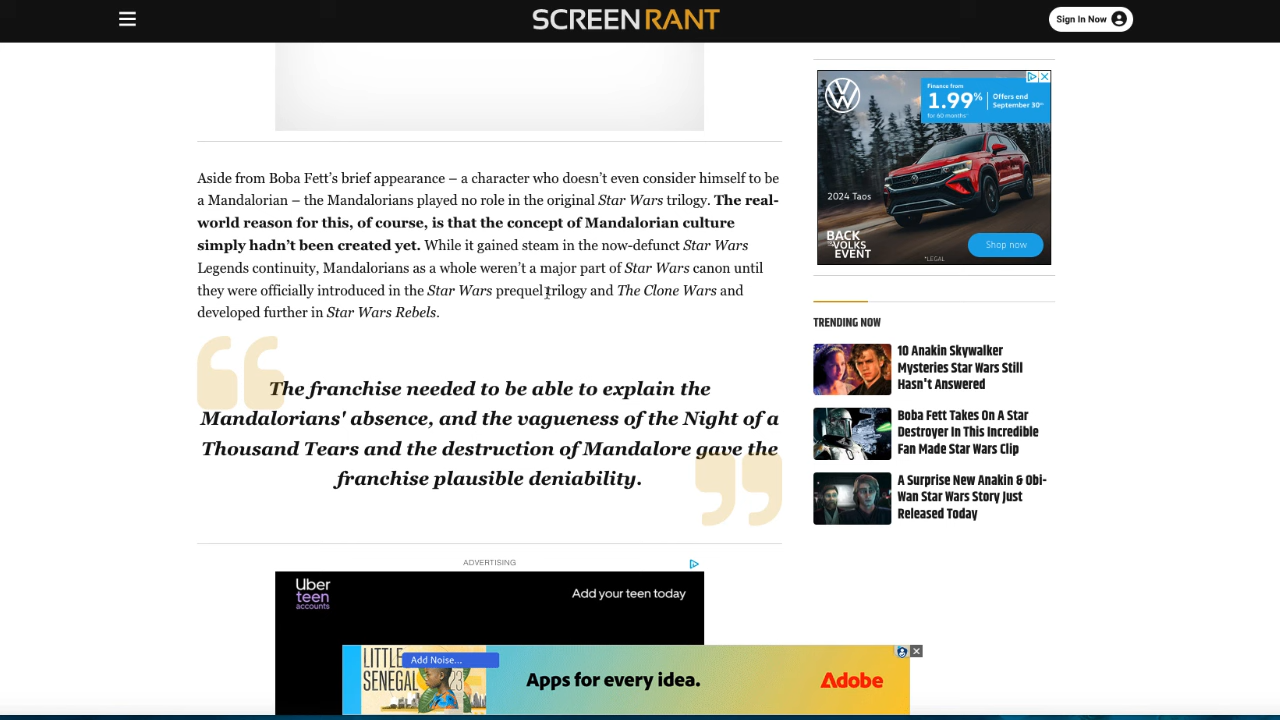 SCREENRANT
Sign In Now
Aside from Boba Fett’s brief appearance – a character who doesn’t even consider himself to be
a Mandalorian – the Mandalorians played no role in the original Star Wars trilogy. The real-
world reason for this, of course, is that the concept of Mandalorian culture
simply hadn’t been created yet. While it gained steam in the now-defunct Star Wars
Legends continuity, Mandalorians as a whole weren’t a major part of Star Wars canon until
they were officially introduced in the Star Wars prequel trilogy and The Clone Wars and
developed further in Star Wars Rebels.
The franchise needed to be able to explain the
Mandalorians' absence, and the vagueness of the Night of a
Thousand Tears and the destruction of Mandalore gave the
franchise plausible deniability.
ADVERTISING
Uber
teen
accounts
Add your teen today
Finance from
1.99%
for 60 months*
Offers end
September 30th
2024 Taos
BACK
TO THE
VOLKS
EVENT
*LEGAL
Shop now
TRENDING NOW
10 Anakin Skywalker
Mysteries Star Wars Still
Hasn't Answered
Boba Fett Takes On A Star
Destroyer In This Incredible
Fan Made Star Wars Clip
A Surprise New Anakin & Obi-
Wan Star Wars Story Just
Released Today
LITTLE
SENEGAL
23
Add Noise...
Apps for every idea.
Adobe